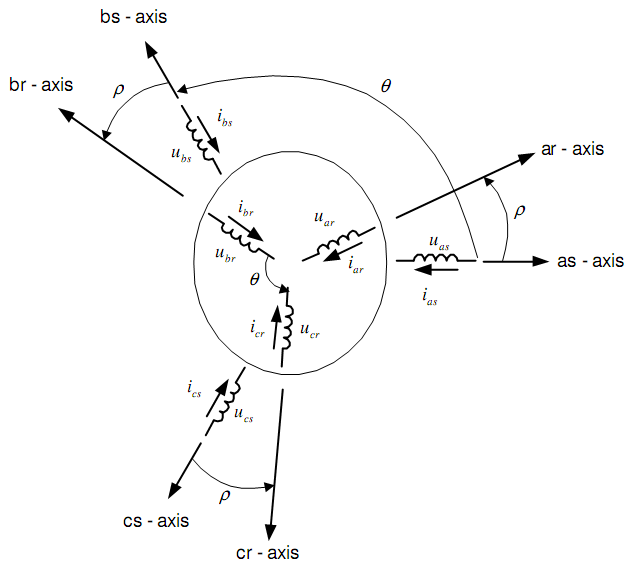 bs - axis
br - axis
ρ
θ
i_bs
u_bs
ar - axis
i_br
u_ar
ρ
u_as
u_br
i_ar
as - axis
θ
i_as
i_cr
u_cr
i_cs
u_cs
ρ
cs - axis
cr - axis